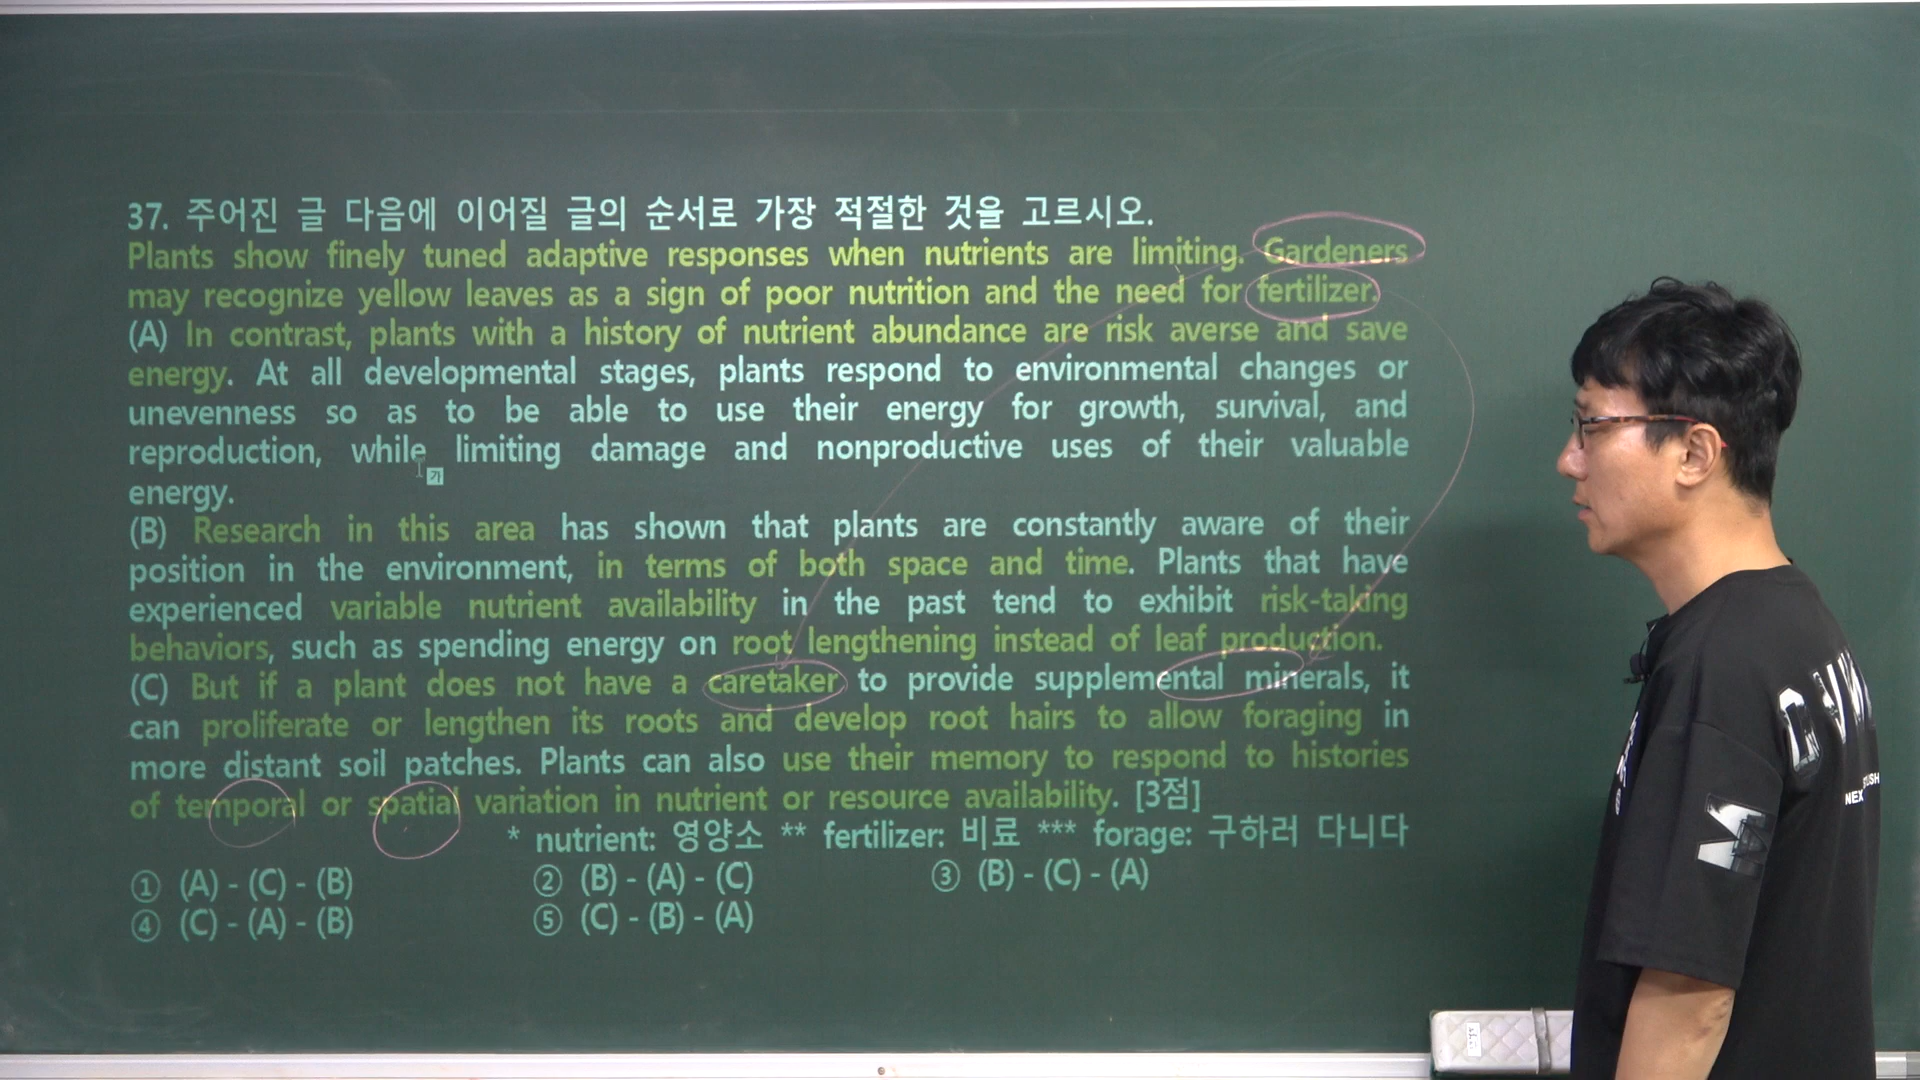 37. 주어진 글 다음에 이어질 글의 순서로 가장 적절한 것을 고르시오.
Plants show finely tuned adaptive responses when nutrients are limiting. Gardeners
may recognize yellow leaves as a sign of poor nutrition and the need for fertilizer.
(A) In contrast, plants with a history of nutrient abundance are risk averse and save
energy. At all developmental stages, plants respond to environmental changes or
unevenness so as to be able to use their energy for growth, survival, and
reproduction, while limiting damage and nonproductive uses of their valuable
energy.
(B) Research in this area has shown that plants are constantly aware of their
position in the environment, in terms of both space and time. Plants that have
experienced variable nutrient availability in the past tend to exhibit risk-taking
behaviors, such as spending energy on root lengthening instead of leaf production.
(C) But if a plant does not have a caretaker to provide supplemental minerals, it
can proliferate or lengthen its roots and develop root hairs to allow foraging in
more distant soil patches. Plants can also use their memory to respond to histories
of temporal or spatial variation in nutrient or resource availability. [3점]
* nutrient: 영양소 ** fertilizer: 비료 *** forage: 구하러 다니다
① (A) - (C) - (B) ② (B) - (A) - (C) ③ (B) - (C) - (A)
④ (C) - (A) - (B) ⑤ (C) - (B) - (A)
가